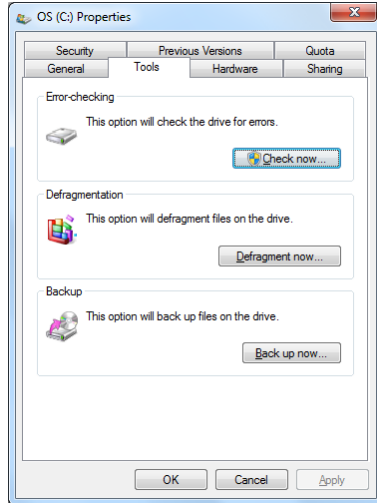 OS (C:) Properties
Security Previous Versions Quota
General Tools Hardware Sharing
Error-checking
This option will check the drive for errors.
Check now...
Defragmentation
This option will defragment files on the drive.
Defragment now...
Backup
This option will back up files on the drive.
Back up now...
OK Cancel Apply